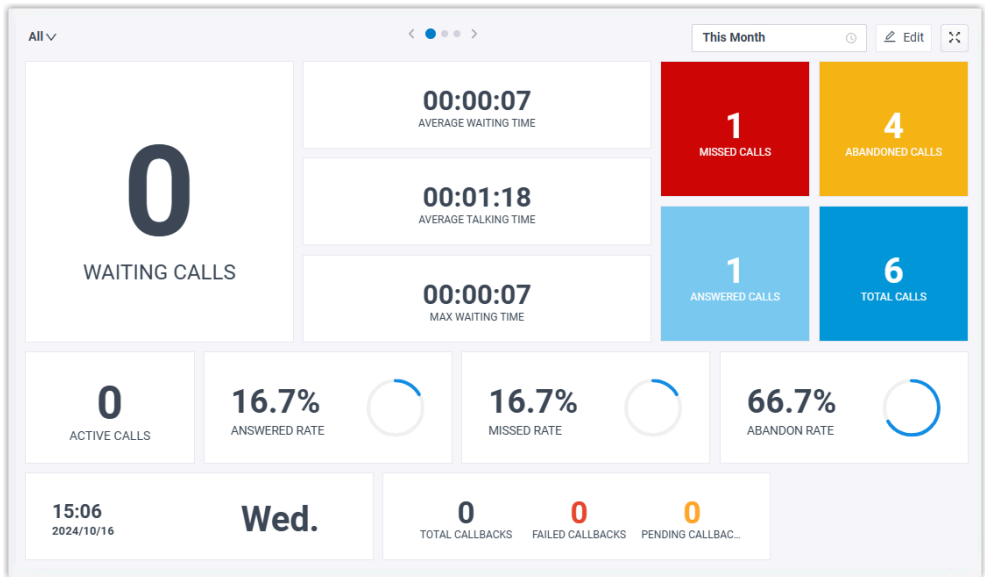 All
This Month
Edit
0
WAITING CALLS
00:00:07
AVERAGE WAITING TIME
00:01:18
AVERAGE TALKING TIME
00:00:07
MAX WAITING TIME
1
MISSED CALLS
4
ABANDONED CALLS
1
ANSWERED CALLS
6
TOTAL CALLS
0
ACTIVE CALLS
16.7%
ANSWERED RATE
16.7%
MISSED RATE
66.7%
ABANDON RATE
15:06
2024/10/16
Wed.
0
TOTAL CALLBACKS
0
FAILED CALLBACKS
0
PENDING CALLBAC...